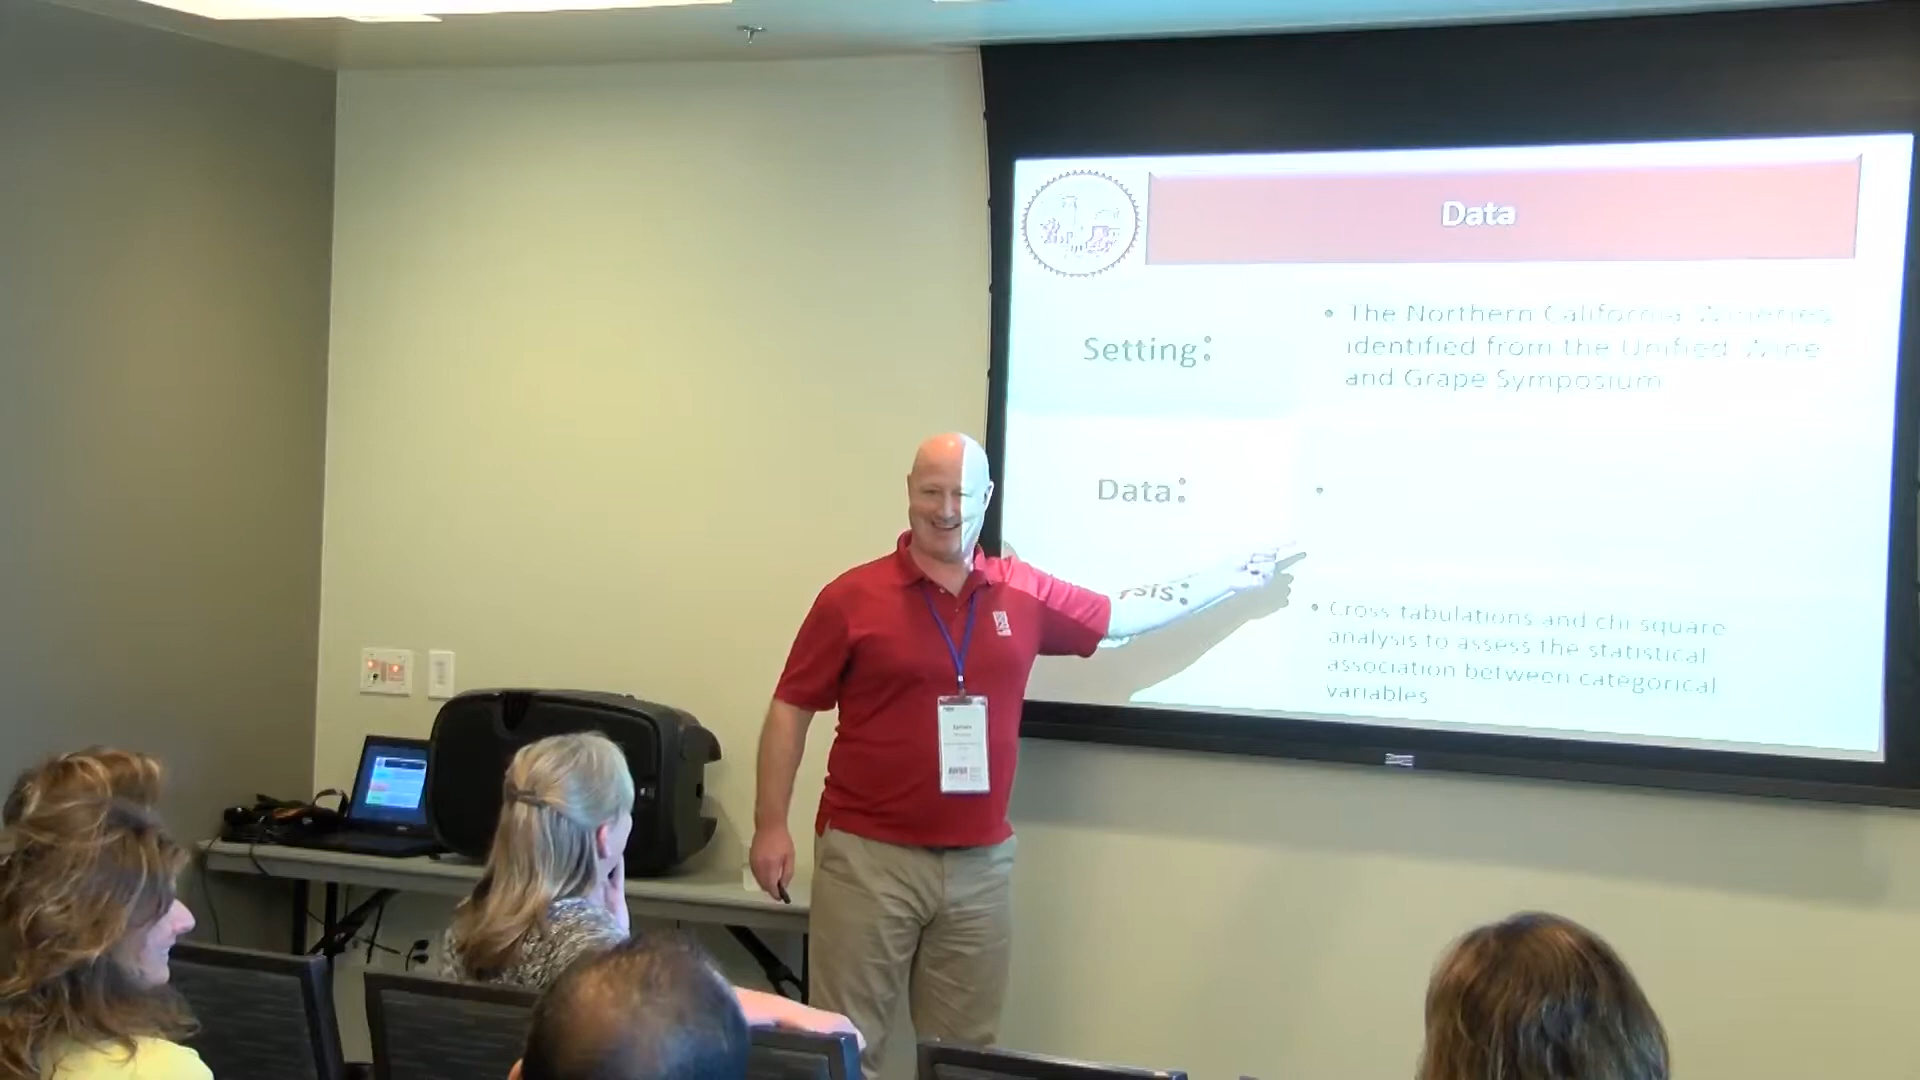 Data
Setting:
• The Northern California Wineries
identified from the Unified Wine
and Grape Symposium
Data:
•
sis:
• Cross tabulations and chi square
analysis to assess the statistical
association between categorical
variables